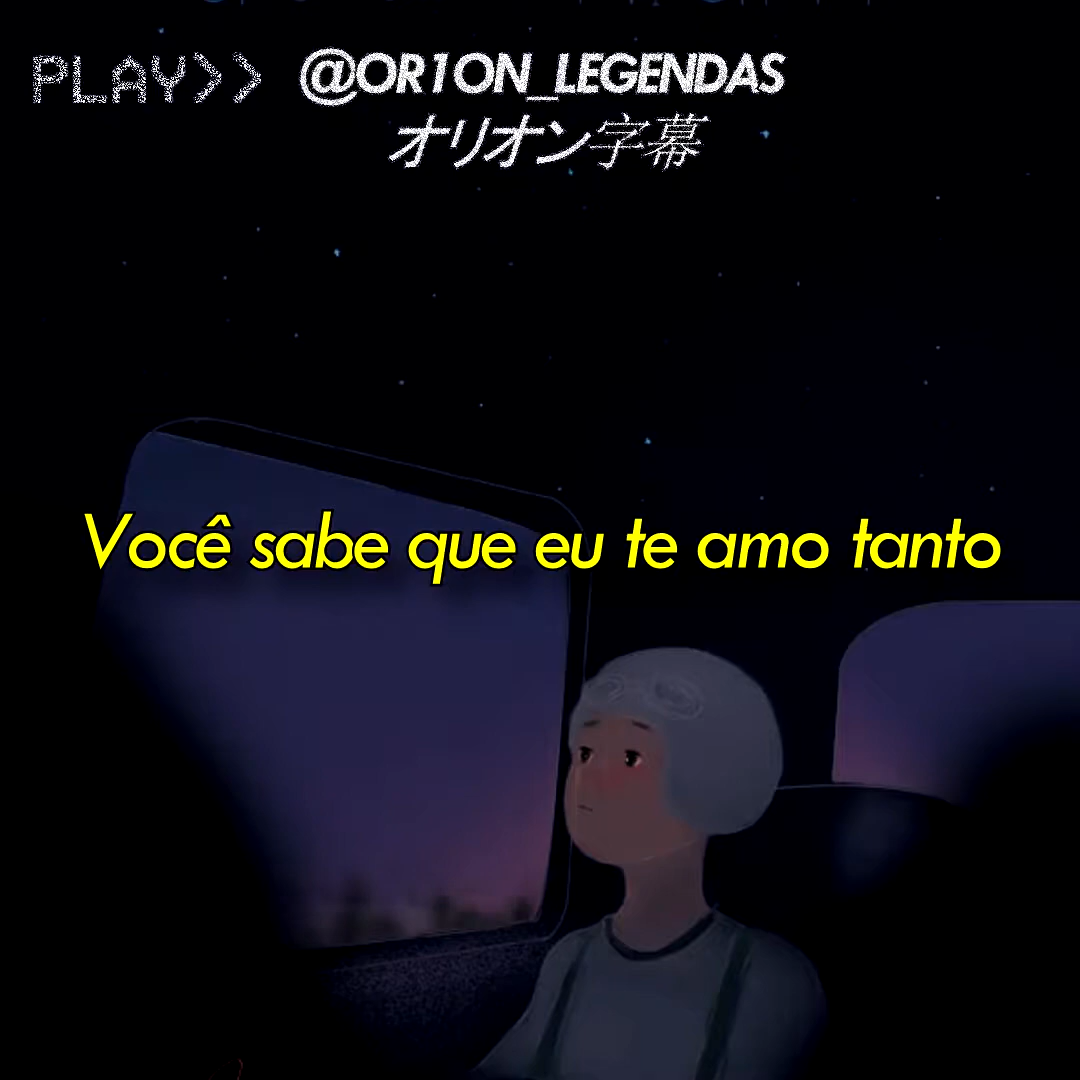 PLAY>> @OR1ON_LEGENDAS
オリオン字幕
Você sabe que eu te amo tanto